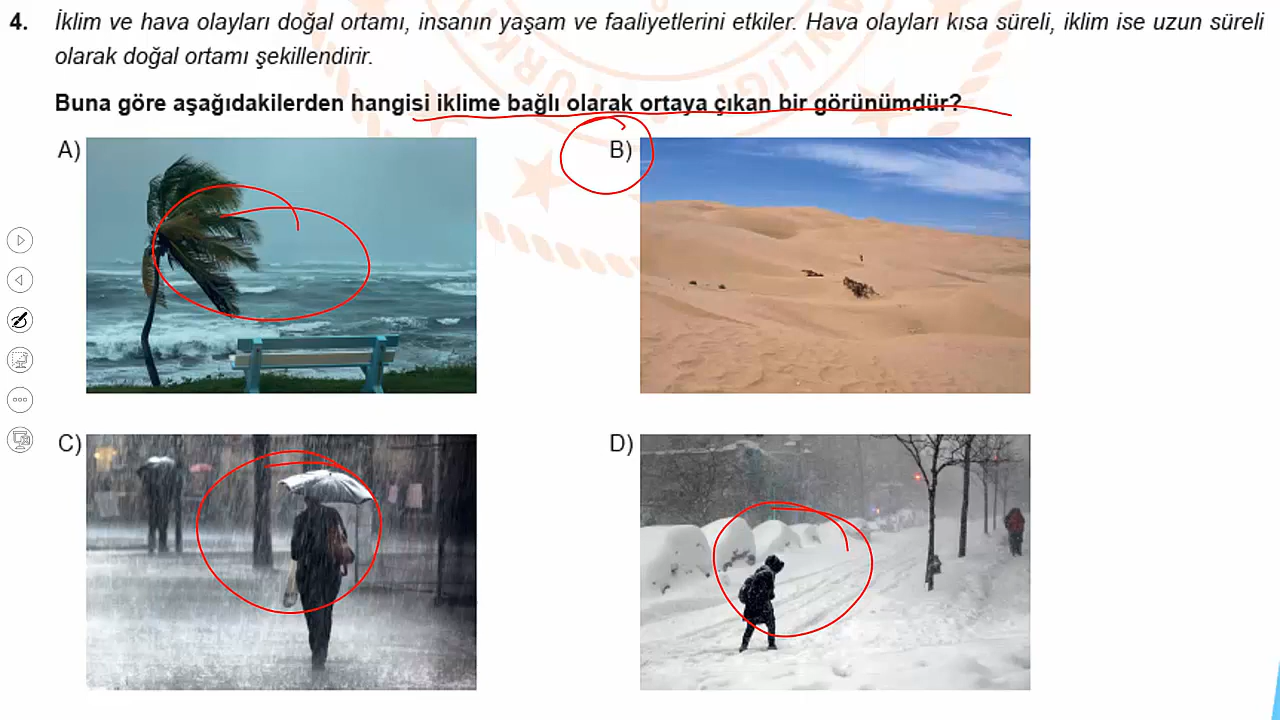 4. İklim ve hava olayları doğal ortamı, insanın yaşam ve faaliyetlerini etkiler. Hava olayları kısa süreli, iklim ise uzun süreli
olarak doğal ortamı şekillendirir.
Buna göre aşağıdakilerden hangisi iklime bağlı olarak ortaya çıkan bir görünümdür?
A)
B)
C)
D)